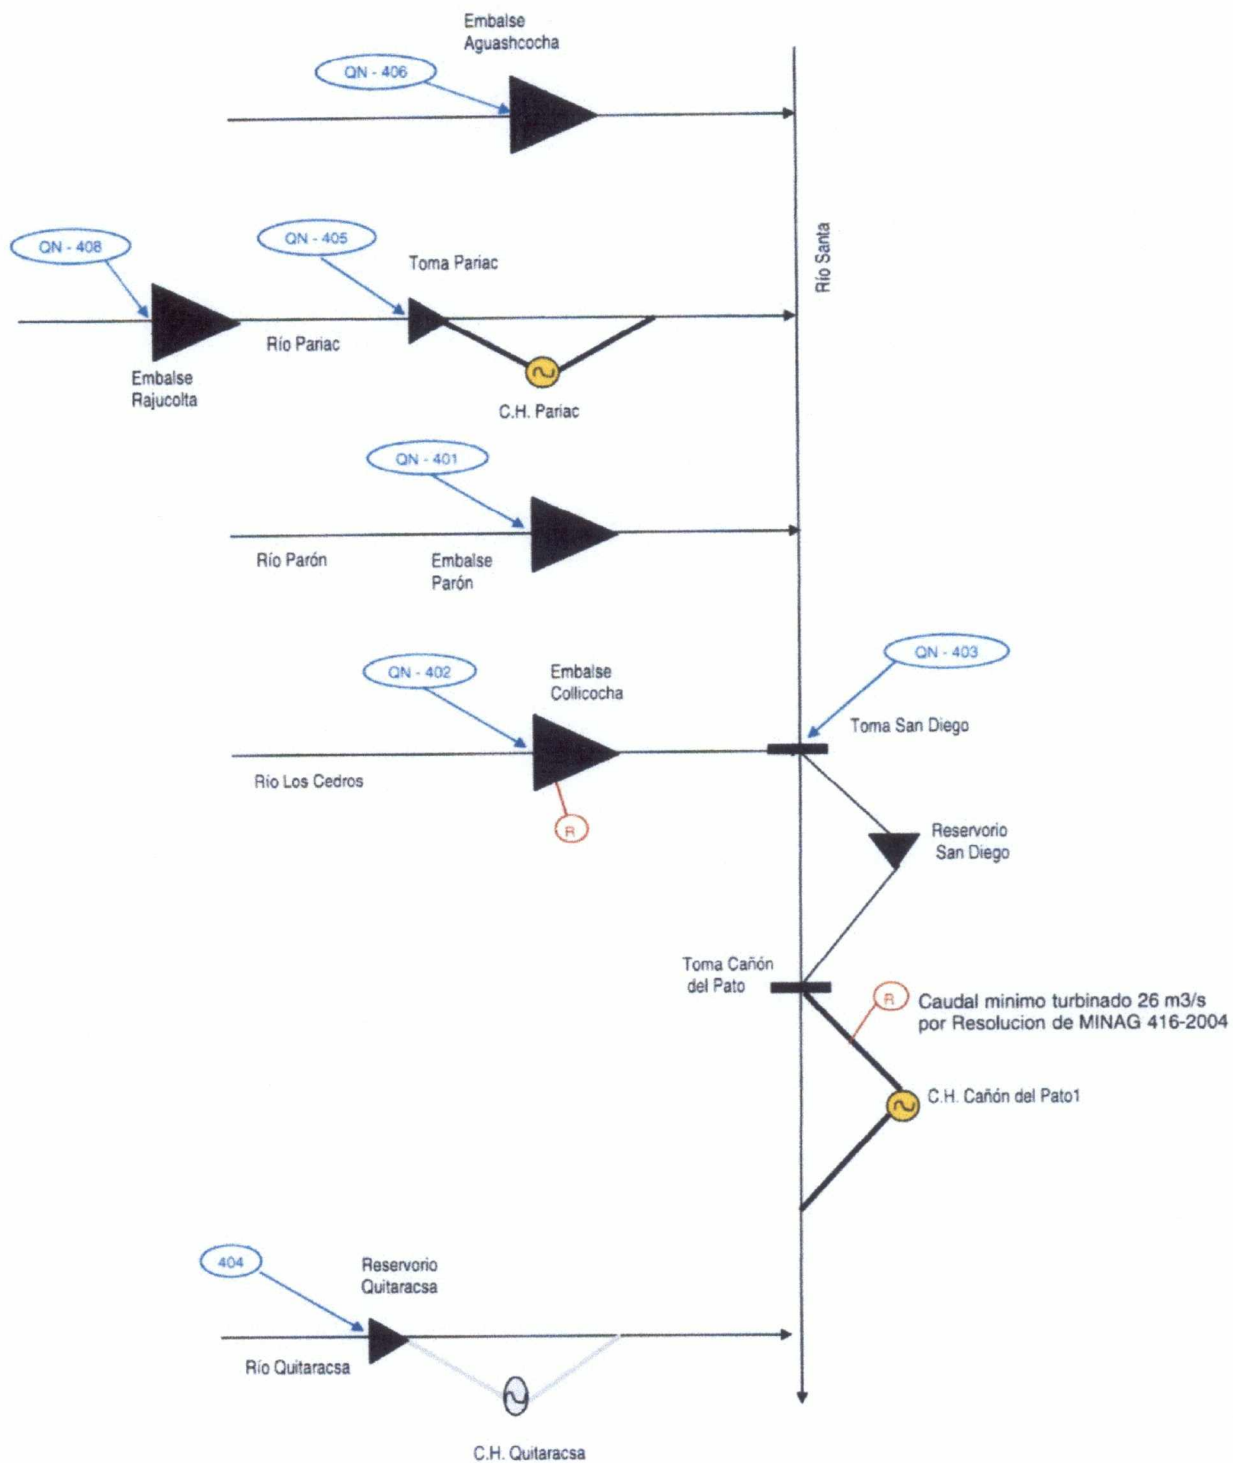 Embalse
Aguashcocha
QN - 406
Río Santa
QN - 408
QN - 405
Toma Pariac
Río Pariac
Embalse
Rajucolta
C.H. Pariac
QN - 401
Río Parón
Embalse
Parón
QN - 403
QN - 402
Embalse
Collicocha
Toma San Diego
Río Los Cedros
R
Reservorio
San Diego
Toma Cañón
del Pato
R
Caudal minimo turbinado 26 m3/s
por Resolucion de MINAG 416-2004
C.H. Cañón del Pato1
404
Reservorio
Quitaracsa
Río Quitaracsa
C.H. Quitaracsa